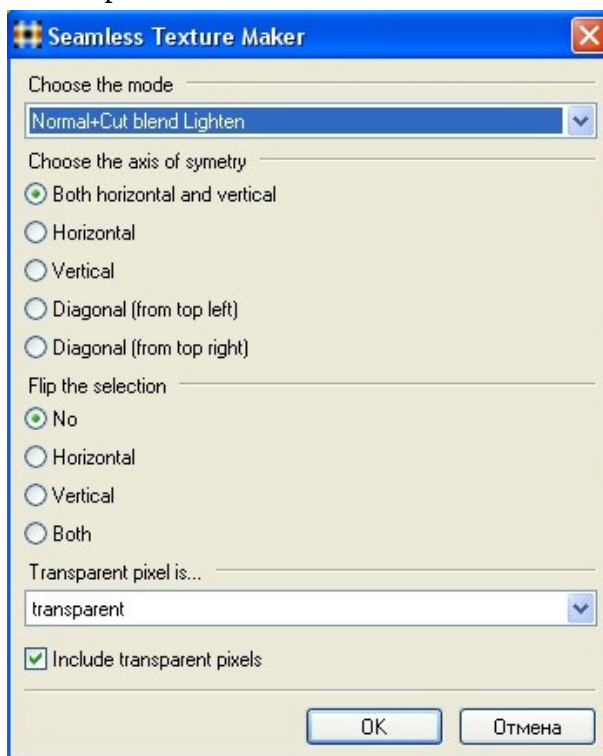 Seamless Texture Maker
Choose the mode
Normal+Cut blend Lighten
Choose the axis of symetry
Both horizontal and vertical
Horizontal
Vertical
Diagonal (from top left)
Diagonal (from top right)
Flip the selection
No
Horizontal
Vertical
Both
Transparent pixel is...
transparent
Include transparent pixels
OK Отмена